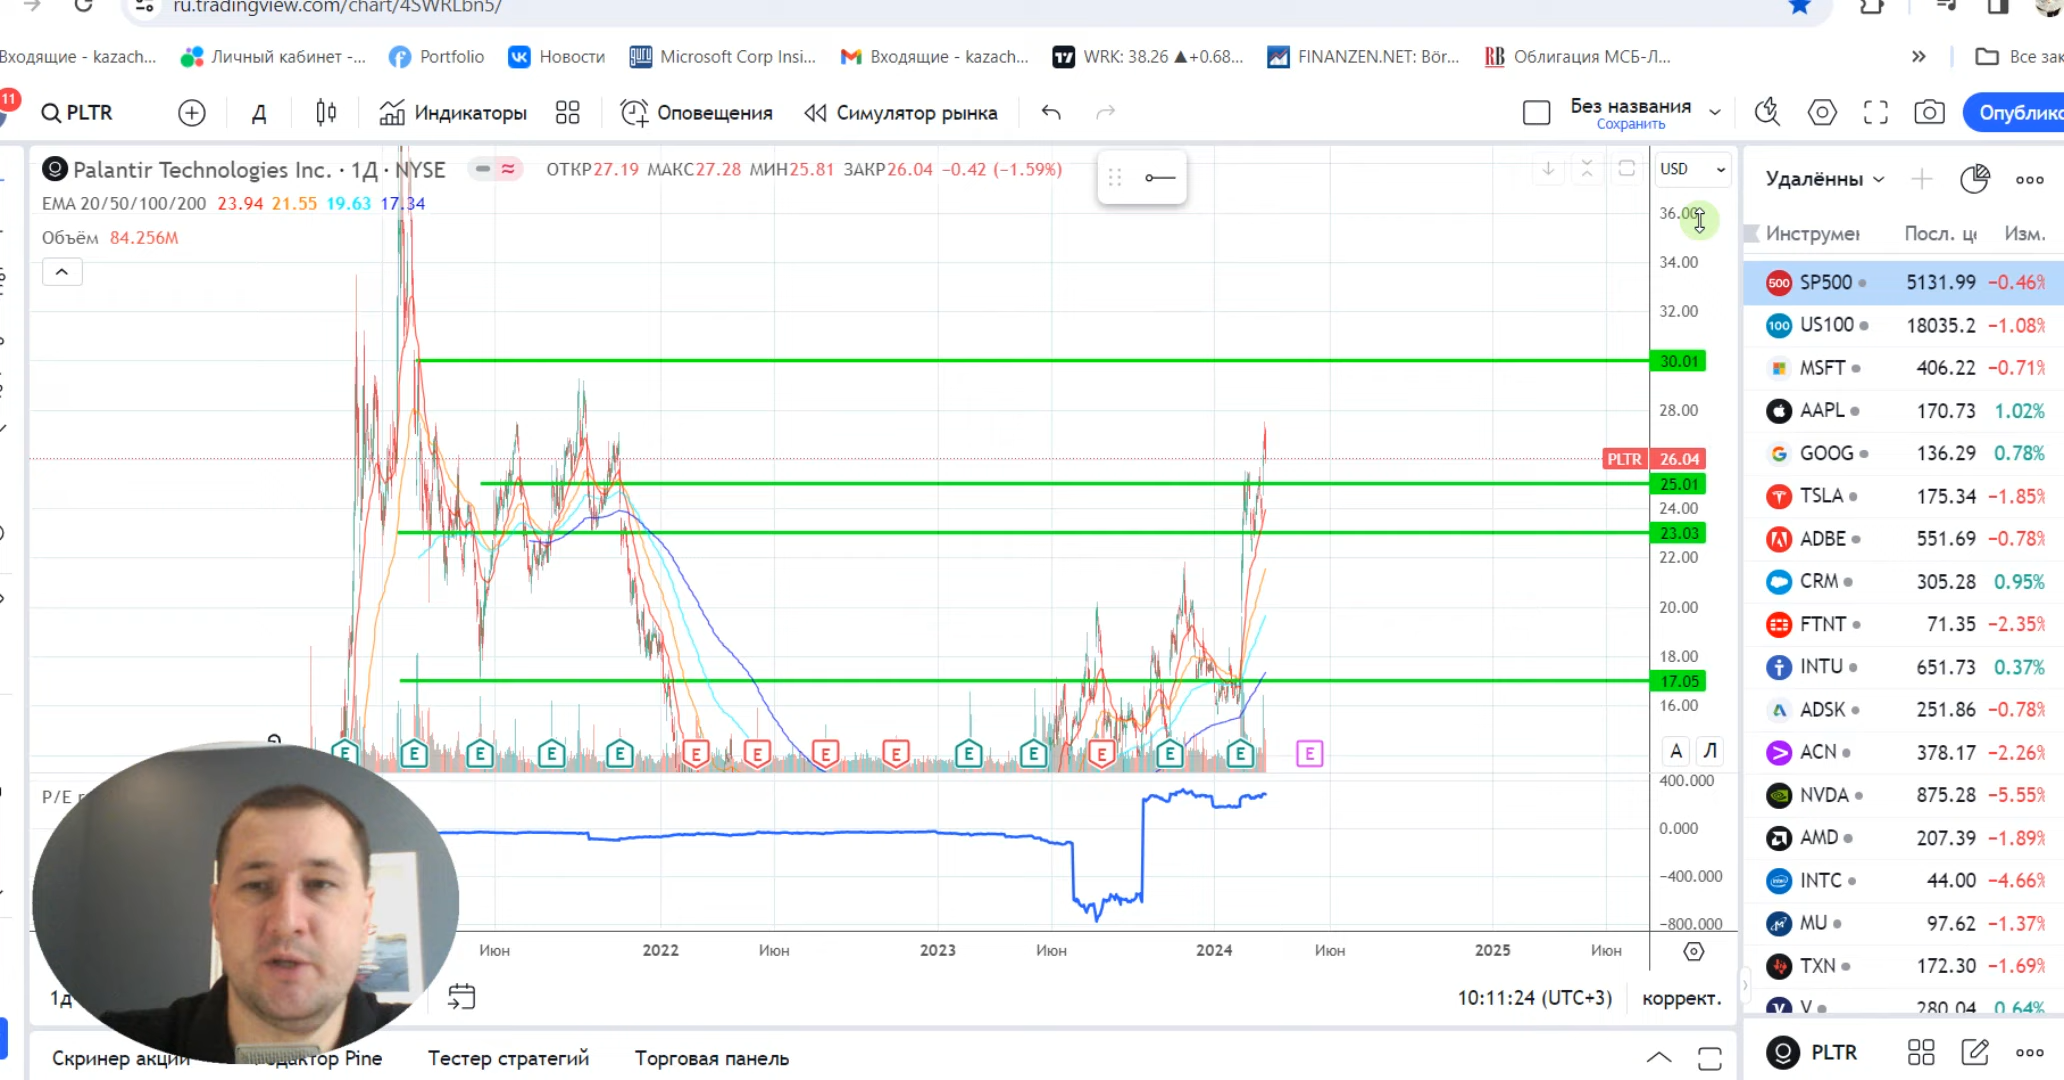 ru.tradingview.com/chart/4SWRLbn5/
Входящие - kazach... Личный кабинет -... Portfolio Новости Microsoft Corp Insi... Входящие - kazach... WRK: 38.26 ▲+0.68... FINANZEN.NET: Bör... Облигация МСБ-Л... » Все зак
11 PLTR Д Индикаторы Оповещения Симулятор рынка Без названия
Сохранить
Опублико
Palantir Technologies Inc. · 1Д · NYSE ОТКР27.19 МАКС27.28 МИН25.81 ЗАКР26.04 −0.42 (−1.59%)
USD
EMA 20/50/100/200 23.94 21.55 19.63 17.34
Объём 84.256M
36.00
34.00
32.00
30.01
28.00
PLTR 26.04
25.01
24.00
23.03
22.00
20.00
18.00
17.05
16.00
E E E E E E E E E E E E E E E
А Л
P/E
400.000
0.000
−400.000
−800.000
Июн 2022 Июн 2023 Июн 2024 Июн 2025 Июн
1д 10:11:24 (UTC+3) коррект.
Скринер акций дактор Pine Тестер стратегий Торговая панель
Удалённы
Инструмен Посл. це Изм.
500 SP500 5131.99 −0.46%
100 US100 18035.2 −1.08%
MSFT 406.22 −0.71%
AAPL 170.73 1.02%
GOOG 136.29 0.78%
TSLA 175.34 −1.85%
ADBE 551.69 −0.78%
CRM 305.28 0.95%
FTNT 71.35 −2.35%
INTU 651.73 0.37%
ADSK 251.86 −0.78%
ACN 378.17 −2.26%
NVDA 875.28 −5.55%
AMD 207.39 −1.89%
INTC 44.00 −4.66%
MU 97.62 −1.37%
TXN 172.30 −1.69%
V 280.04 0.64%
PLTR